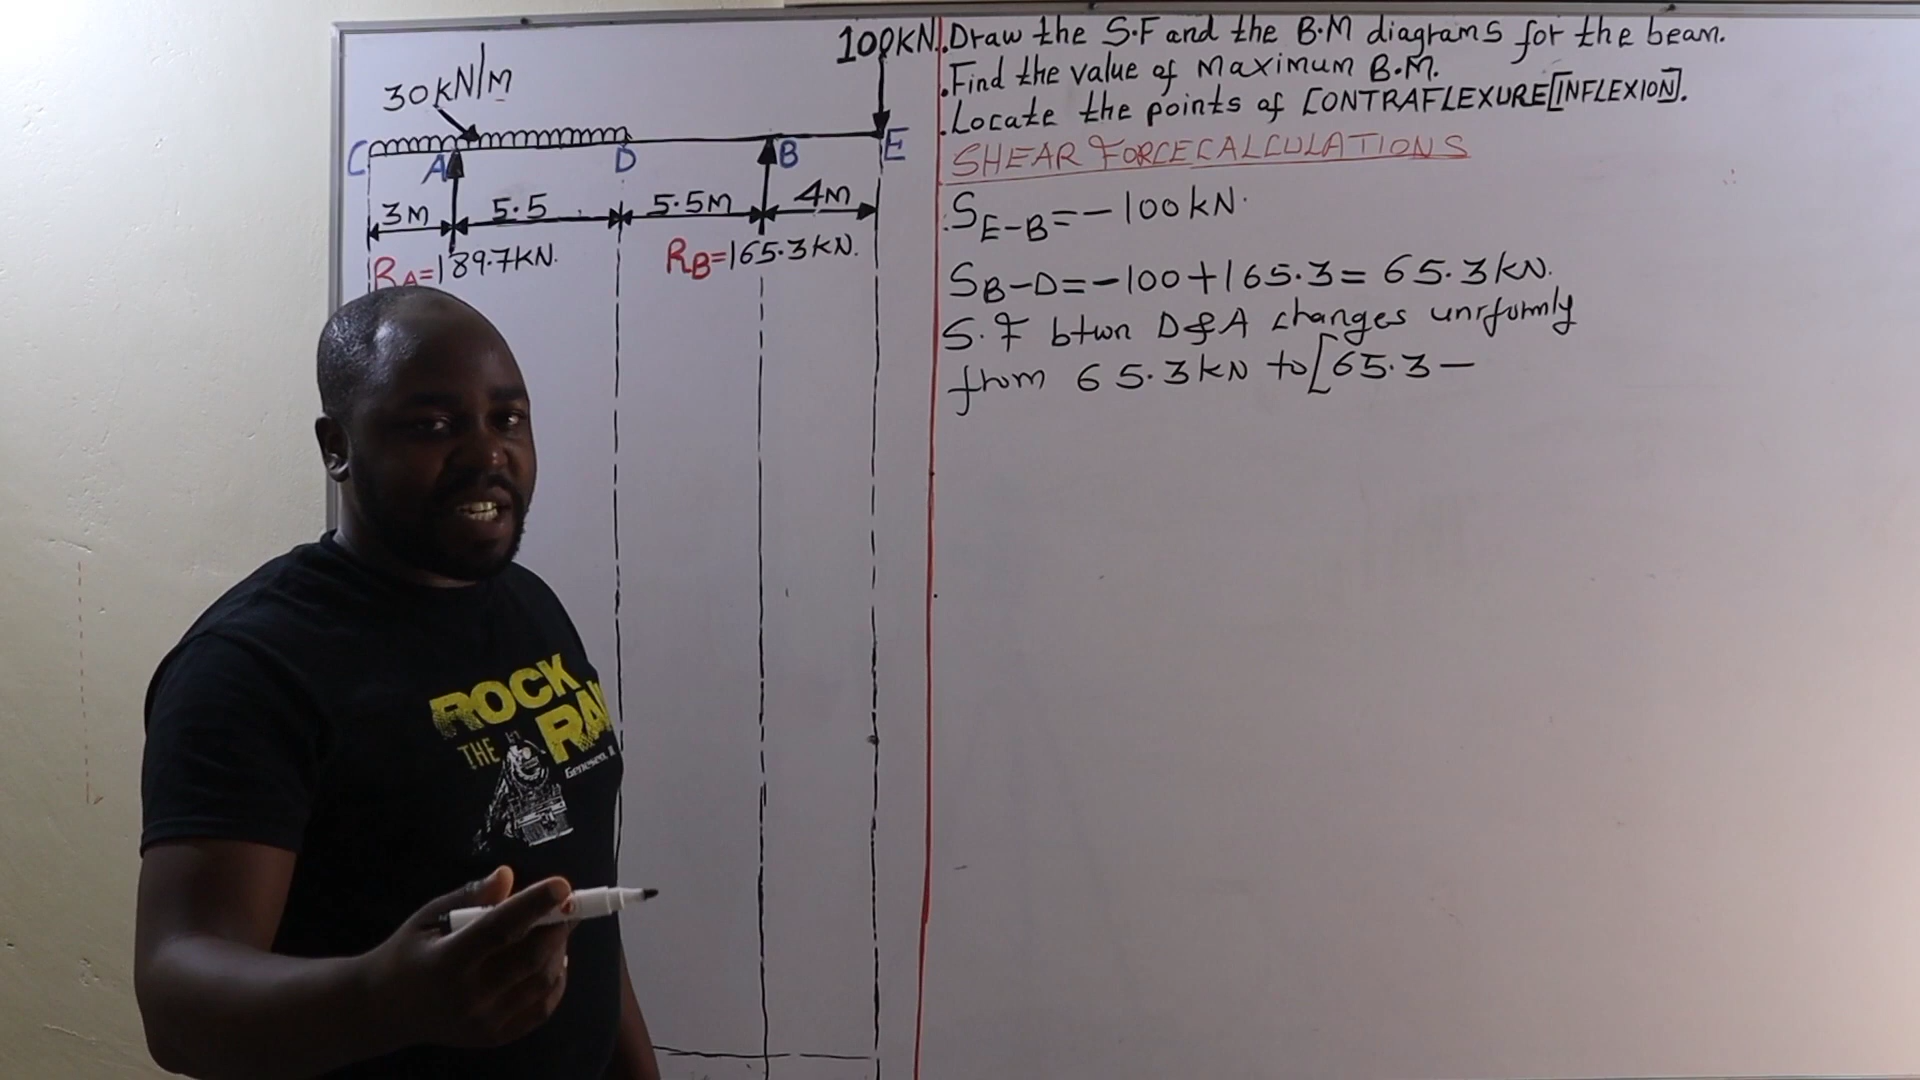 100KN
30KN/M
C A D B E
3M 5.5 5.5M 4M
RA=189.7KN.
RB=165.3KN.
.Draw the S.F and the B.M diagrams for the beam.
.Find the value of Maximum B.M.
.Locate the points of CONTRAFLEXURE[INFLEXION].
SHEAR FORCE CALCULATIONS
SE-B=-100KN.
SB-D=-100+165.3=65.3KN.
S.F btwn D&A changes uniformly
from 65.3KN to[65.3-
ROCK
THE
Geneseo,